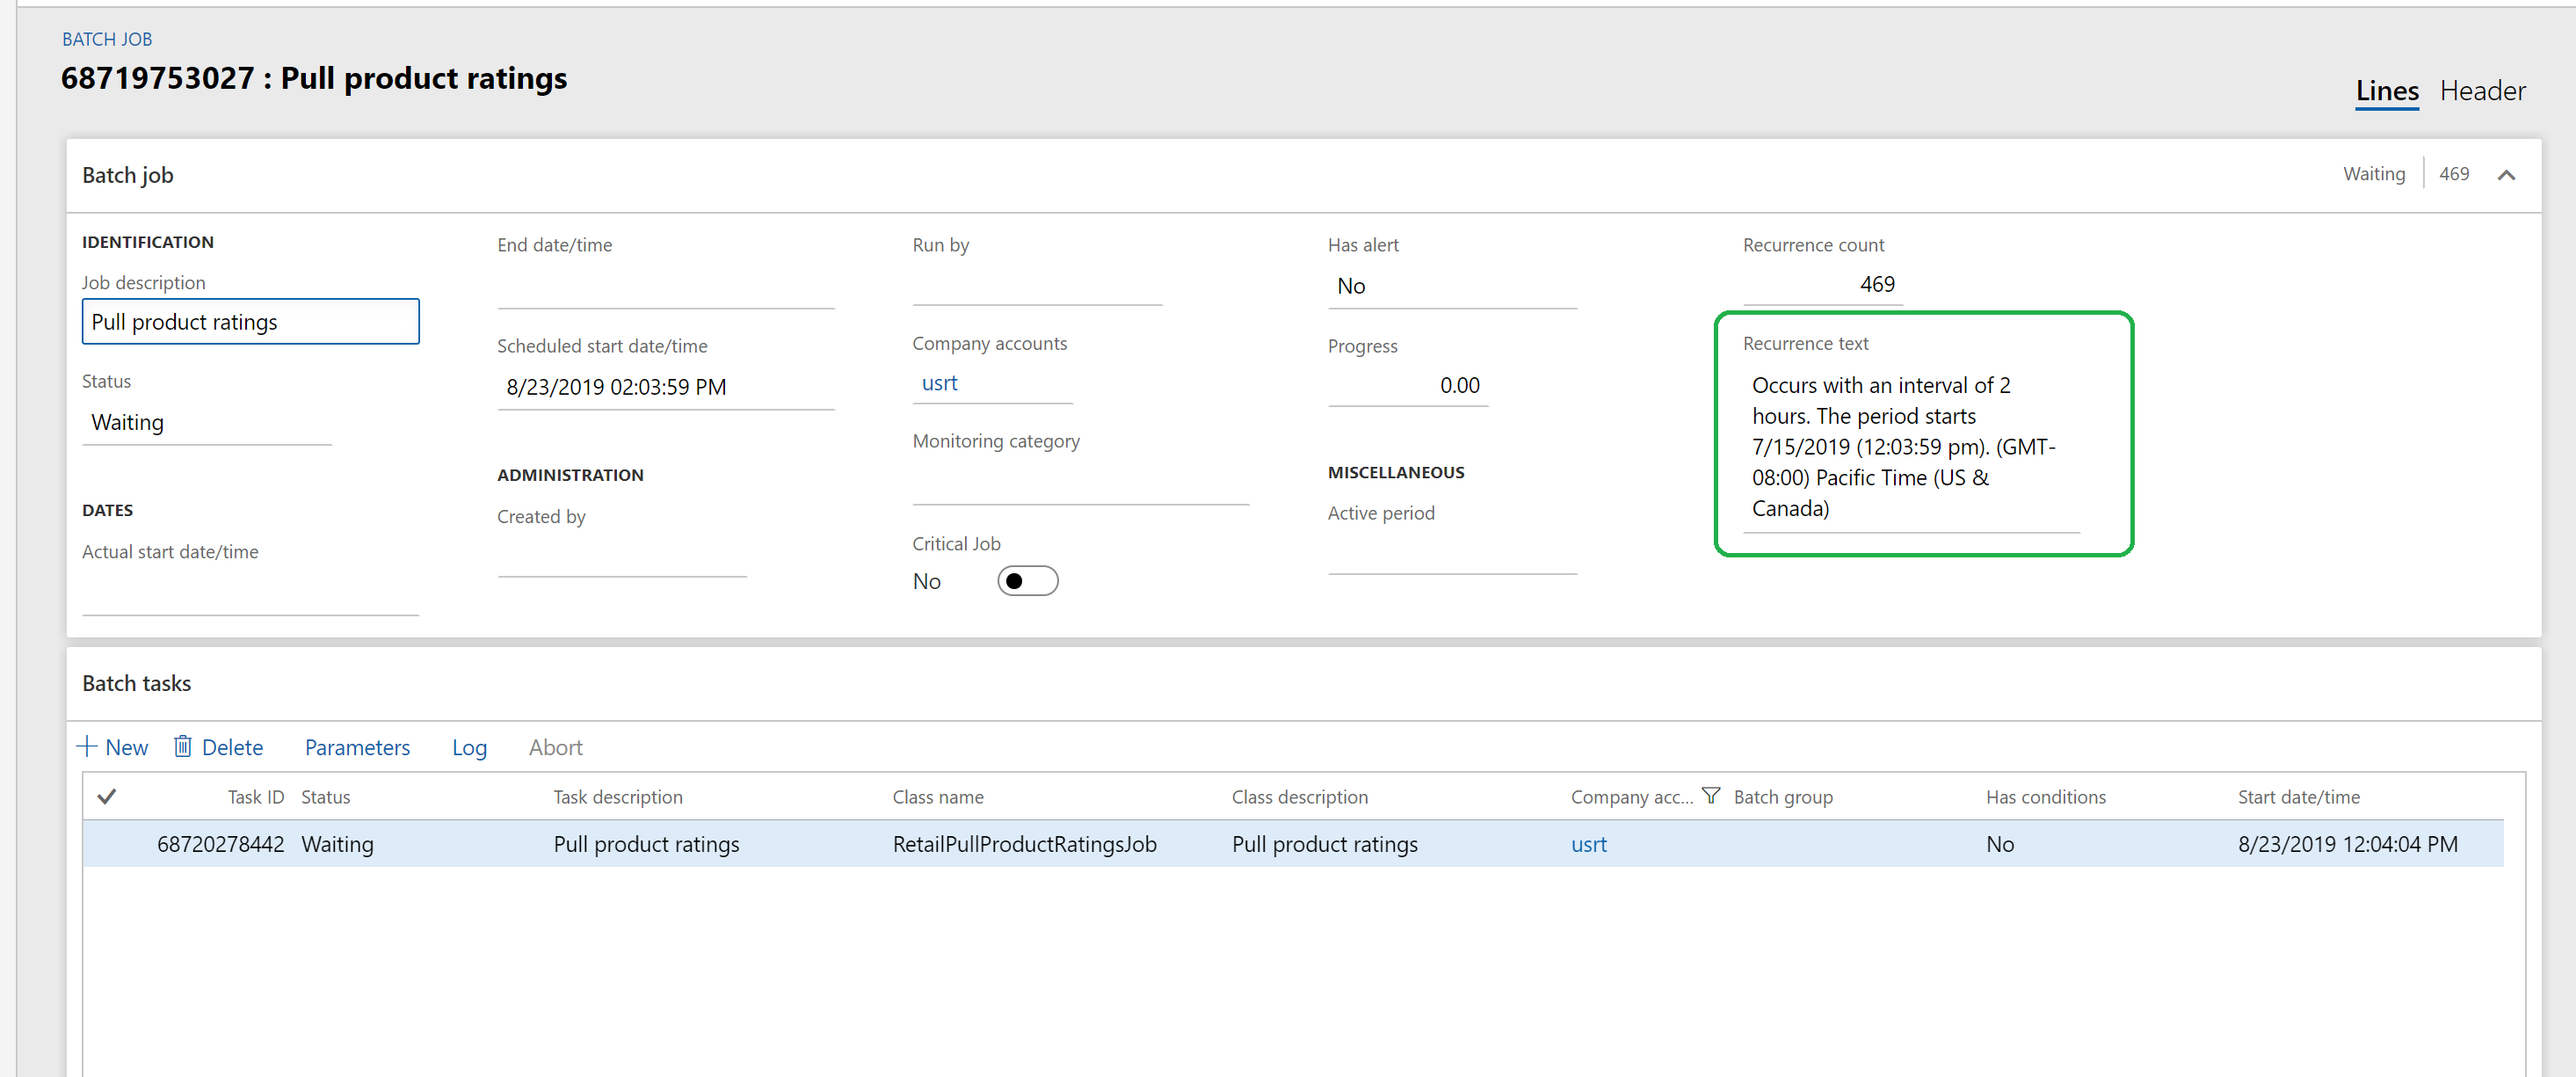 BATCH JOB
68719753027 : Pull product ratings
Lines Header
Batch job
Waiting 469
IDENTIFICATION
Job description
Pull product ratings
Status
Waiting
DATES
Actual start date/time
End date/time
Scheduled start date/time
8/23/2019 02:03:59 PM
ADMINISTRATION
Created by
Run by
Company accounts
usrt
Monitoring category
Critical Job
No
Has alert
No
Progress
0.00
MISCELLANEOUS
Active period
Recurrence count
469
Recurrence text
Occurs with an interval of 2
hours. The period starts
7/15/2019 (12:03:59 pm). (GMT-
08:00) Pacific Time (US &
Canada)
Batch tasks
New Delete Parameters Log Abort
Task ID Status Task description Class name Class description Company acc... Batch group Has conditions Start date/time
68720278442 Waiting Pull product ratings RetailPullProductRatingsJob Pull product ratings usrt No 8/23/2019 12:04:04 PM